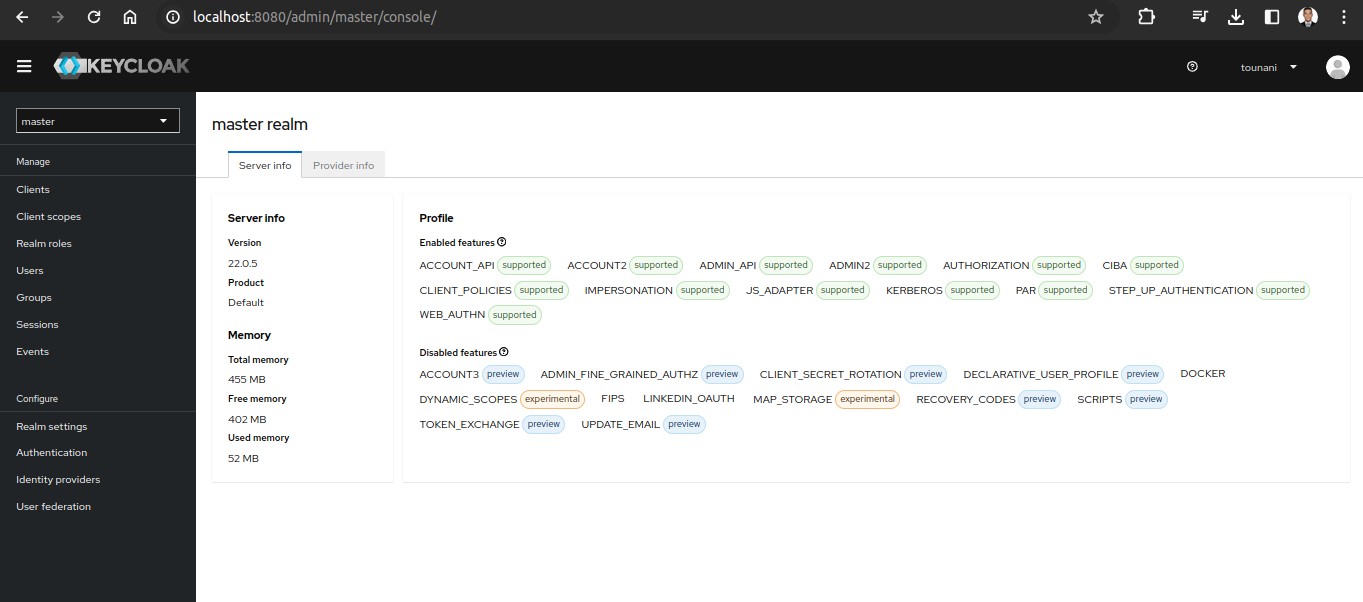 localhost:8080/admin/master/console/
KEYCLOAK
tounani
master
Manage
Clients
Client scopes
Realm roles
Users
Groups
Sessions
Events
Configure
Realm settings
Authentication
Identity providers
User federation
master realm
Server info Provider info
Server info
Version
22.0.5
Product
Default
Memory
Total memory
455 MB
Free memory
402 MB
Used memory
52 MB
Profile
Enabled features
ACCOUNT_API supported ACCOUNT2 supported ADMIN_API supported ADMIN2 supported AUTHORIZATION supported CIBA supported
CLIENT_POLICIES supported IMPERSONATION supported JS_ADAPTER supported KERBEROS supported PAR supported STEP_UP_AUTHENTICATION supported
WEB_AUTHN supported
Disabled features
ACCOUNT3 preview ADMIN_FINE_GRAINED_AUTHZ preview CLIENT_SECRET_ROTATION preview DECLARATIVE_USER_PROFILE preview DOCKER
DYNAMIC_SCOPES experimental FIPS LINKEDIN_OAUTH MAP_STORAGE experimental RECOVERY_CODES preview SCRIPTS preview
TOKEN_EXCHANGE preview UPDATE_EMAIL preview